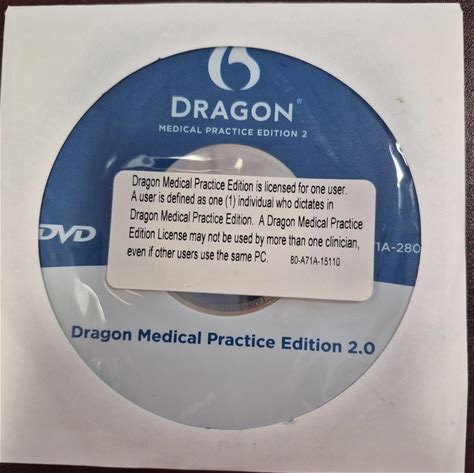 DRAGON®
MEDICAL PRACTICE EDITION 2
Dragon Medical Practice Edition is licensed for one user.
A user is defined as one (1) individual who dictates in
Dragon Medical Practice Edition. A Dragon Medical Practice
Edition License may not be used by more than one clinician,
even if other users use the same PC. 80-A71A-15110
DVD
1A-280
Dragon Medical Practice Edition 2.0